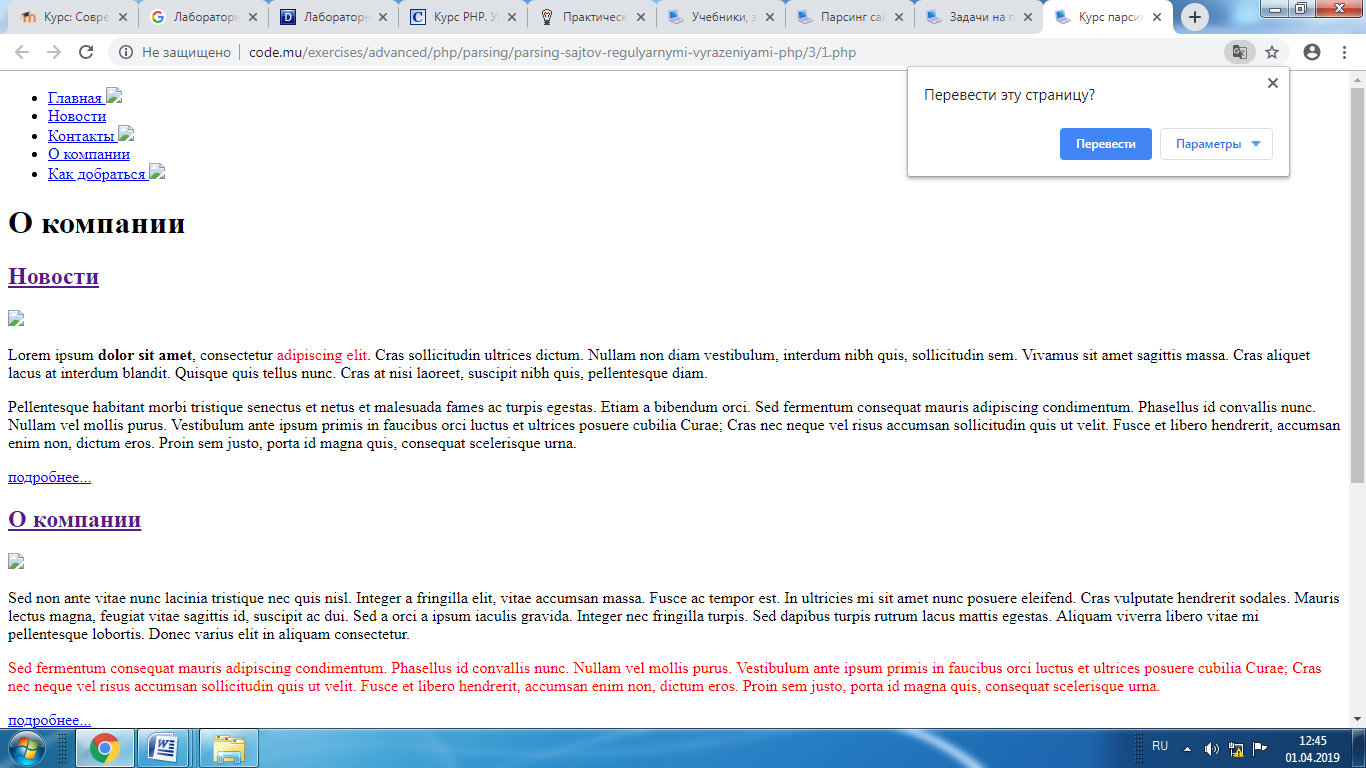 Курс: Совре
Лабораторн
Лабораторн
Курс PHP. У
Практическ
Учебники, з
Парсинг сай
Задачи на п
Курс парси
Не защищено
code.mu/exercises/advanced/php/parsing/parsing-sajtov-regulyarnymi-vyrazeniyami-php/3/1.php
Перевести эту страницу?
Перевести
Параметры
Главная
Новости
Контакты
О компании
Как добраться
О компании
Новости
Lorem ipsum dolor sit amet, consectetur adipiscing elit. Cras sollicitudin ultrices dictum. Nullam non diam vestibulum, interdum nibh quis, sollicitudin sem. Vivamus sit amet sagittis massa. Cras aliquet
lacus at interdum blandit. Quisque quis tellus nunc. Cras at nisi laoreet, suscipit nibh quis, pellentesque diam.
Pellentesque habitant morbi tristique senectus et netus et malesuada fames ac turpis egestas. Etiam a bibendum orci. Sed fermentum consequat mauris adipiscing condimentum. Phasellus id convallis nunc.
Nullam vel mollis purus. Vestibulum ante ipsum primis in faucibus orci luctus et ultrices posuere cubilia Curae; Cras nec neque vel risus accumsan sollicitudin quis ut velit. Fusce et libero hendrerit, accumsan
enim non, dictum eros. Proin sem justo, porta id magna quis, consequat scelerisque urna.
подробнее...
О компании
Sed non ante vitae nunc lacinia tristique nec quis nisl. Integer a fringilla elit, vitae accumsan massa. Fusce ac tempor est. In ultricies mi sit amet nunc posuere eleifend. Cras vulputate hendrerit sodales. Mauris
lectus magna, feugiat vitae sagittis id, suscipit ac dui. Sed a orci a ipsum iaculis gravida. Integer nec fringilla turpis. Sed dapibus turpis rutrum lacus mattis egestas. Aliquam viverra libero vitae mi
pellentesque lobortis. Donec varius elit in aliquam consectetur.
Sed fermentum consequat mauris adipiscing condimentum. Phasellus id convallis nunc. Nullam vel mollis purus. Vestibulum ante ipsum primis in faucibus orci luctus et ultrices posuere cubilia Curae; Cras
nec neque vel risus accumsan sollicitudin quis ut velit. Fusce et libero hendrerit, accumsan enim non, dictum eros. Proin sem justo, porta id magna quis, consequat scelerisque urna.
подробнее...
RU
12:45
01.04.2019